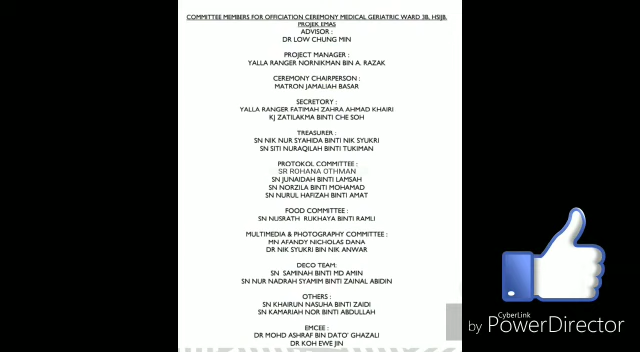 COMMITTEE MEMBERS FOR OFFICIATION CEREMONY MEDICAL GERIATRIC WARD 3B, HSIJB,
PROJEK EMAS
ADVISOR :
DR LOW CHUNG MIN
PROJECT MANAGER :
YALLA RANGER NORNIKMAN BIN A. RAZAK
CEREMONY CHAIRPERSON :
MATRON JAMALIAH BASAR
SECRETORY :
YALLA RANGER FATIMAH ZAHRA AHMAD KHAIRI
KJ ZATILAKMA BINTI CHE SOH
TREASURER :
SN NIK NUR SYAHIDA BINTI NIK SYUKRI
SN SITI NURAQILAH BINTI TUKIMAN
PROTOKOL COMMITTEE :
SR ROHANA OTHMAN
SN JUNAIDAH BINTI LAMSAH
SN NORZILA BINTI MOHAMAD
SN NURUL HAFIZAH BINTI AMAT
FOOD COMMITTEE :
SN NUSRATH RUKHAYA BINTI RAMLI
MULTIMEDIA & PHOTOGRAPHY COMMITTEE :
MN AFANDY NICHOLAS DANA
DR NIK SYUKRI BIN NIK ANWAR
DECO TEAM:
SN SAMINAH BINTI MD AMIN
SN NUR NADRAH SYAMIM BINTI ZAINAL ABIDIN
OTHERS :
SN KHAIRUN NASUHA BINTI ZAIDI
SN KAMARIAH NOR BINTI ABDULLAH
EMCEE :
DR MOHD ASHRAF BIN DATO' GHAZALI
DR KOH EWE JIN
CyberLink
by PowerDirector